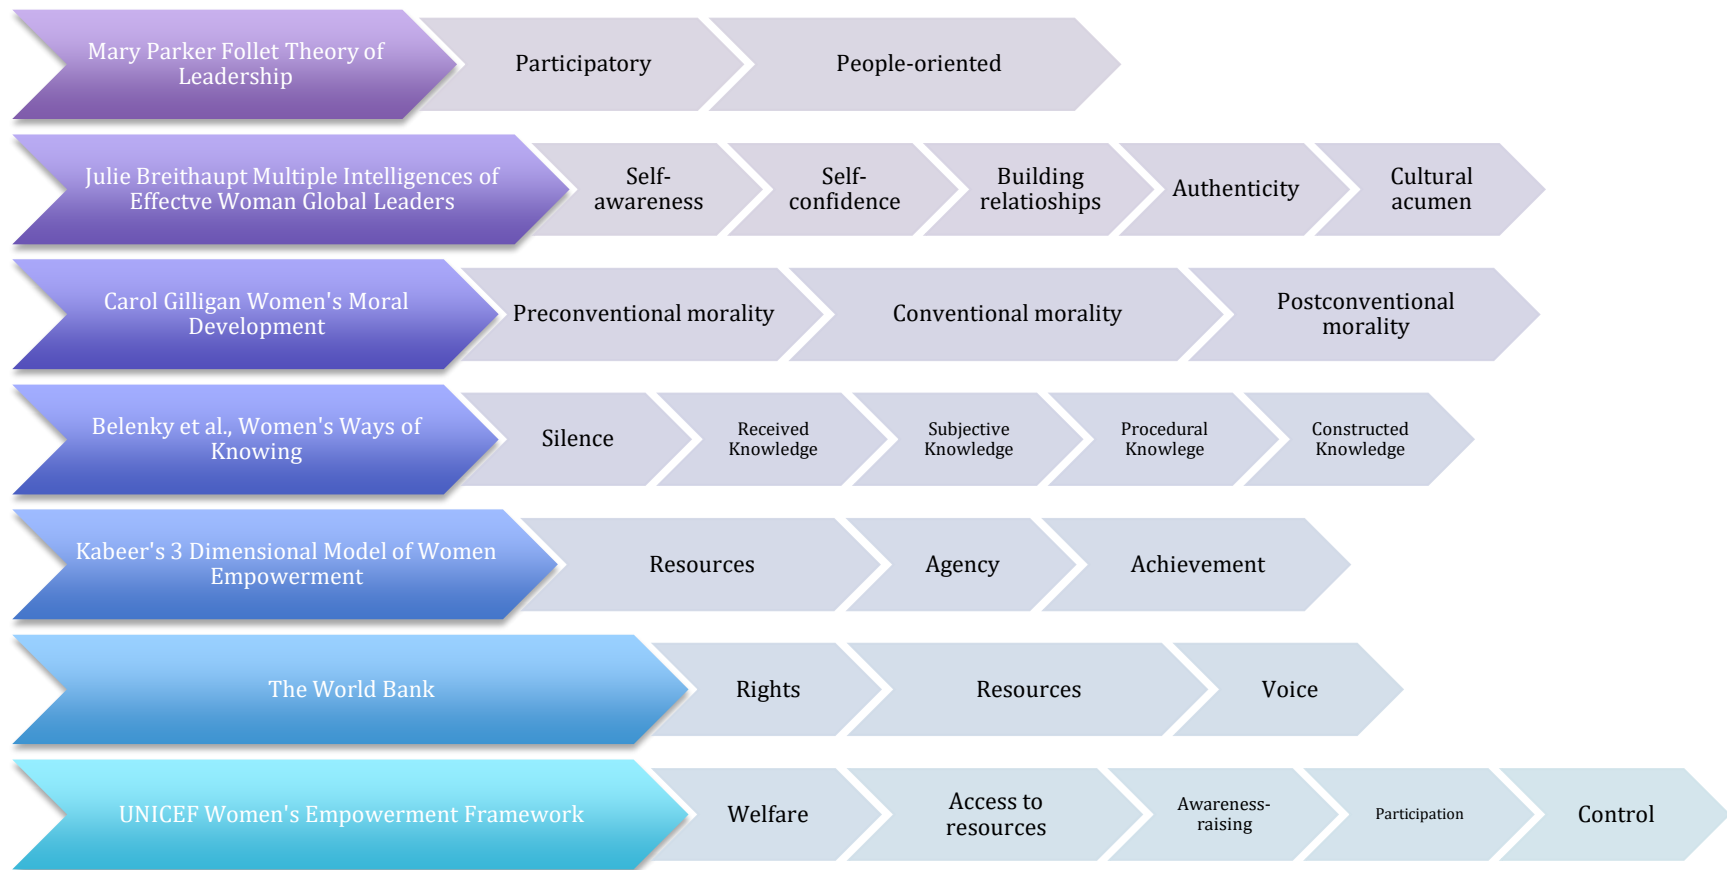 Mary Parker Follet Theory of
Leadership
Participatory
People-oriented
Julie Breithaupt Multiple Intelligences of
Effectve Woman Global Leaders
Self-
awareness
Self-
confidence
Building
relatioships
Authenticity
Cultural
acumen
Carol Gilligan Women's Moral
Development
Preconventional morality
Conventional morality
Postconventional
morality
Belenky et al., Women's Ways of
Knowing
Silence
Received
Knowledge
Subjective
Knowledge
Procedural
Knowlege
Constructed
Knowledge
Kabeer's 3 Dimensional Model of Women
Empowerment
Resources
Agency
Achievement
The World Bank
Rights
Resources
Voice
UNICEF Women's Empowerment Framework
Welfare
Access to
resources
Awareness-
raising
Participation
Control